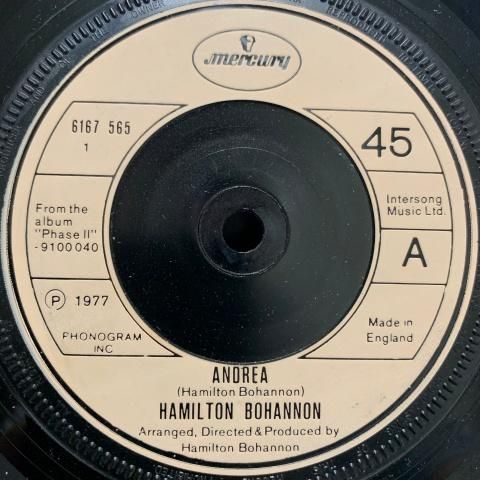 mercury
6167 565
1
45
From the
album
"Phase II"
-9100040
Intersong
Music Ltd.
A
Ⓟ 1977
PHONOGRAM
INC
Made in
England
ANDREA
(Hamilton Bohannon)
HAMILTON BOHANNON
Arranged, Directed & Produced by
Hamilton Bohannon